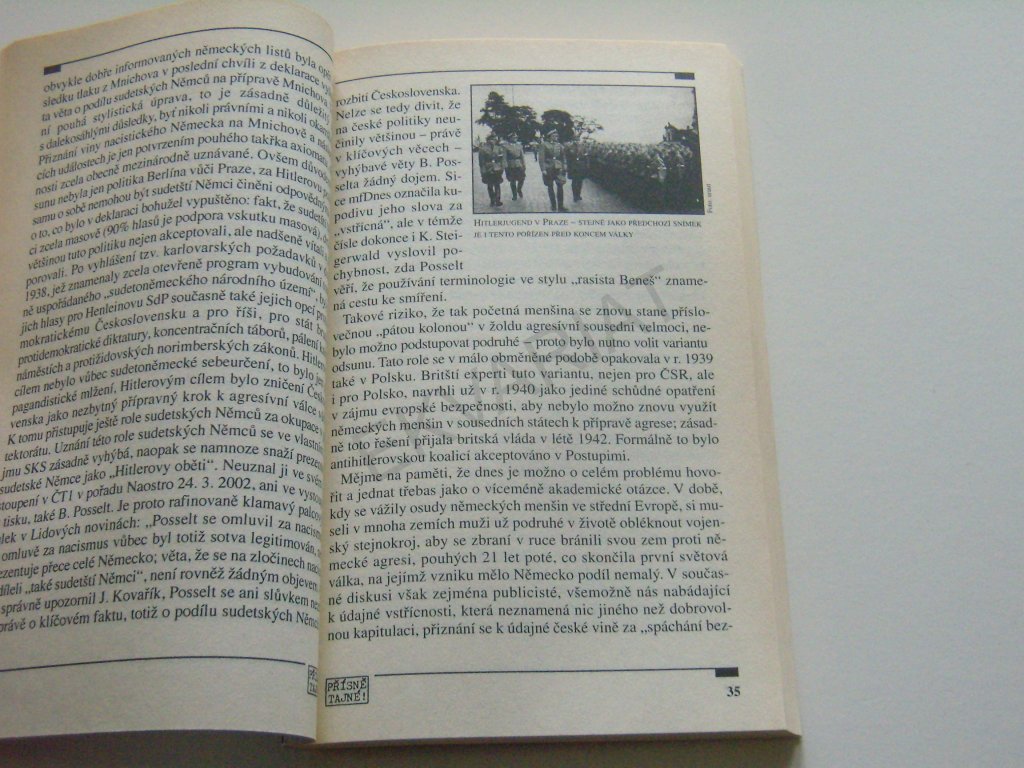 obvykle dobře informovaných německých listů byla
sledku tlaku z Mnichova v poslední chvíli z deklarace
ta věta o podílu sudetských Němců na přípravě Mnichova
ní pouhá stylistická úprava, to je zásadně
s dalekosáhlými důsledky, byť nikoli právními a nikoli
Přiznání viny nacistického Německa na Mnichově a
cích událostech je jen potvrzením pouhého takřka
nosti zcela obecně mezinárodně uznávané. Ovšem
sunu nebyla jen politika Berlína vůči Praze, za Hitlerovu
samu o sobě nemohou být sudetští Němci činěni
o to, co bylo v deklaraci bohužel vypuštěno: fakt, že
ci zcela masově (90% hlasů je podpora vskutku masová),
většinou tuto politiku nejen akceptovali, ale nadšeně
porovali. Po vyhlášení tzv. karlovarských požadavků v
1938, jež znamenaly zcela otevřeně program vybudování
ně uspořádaného „sudetoněmeckého národního území“,
jich hlasy pro Henleinovu SdP současně také jejich opcí
mokratickému Československu a pro říši, pro stát
protidemokratické diktatury, koncentračních táborů, pálení
náměstích a protižidovských norimberských zákonů.
cílem nebylo vůbec sudetoněmecké sebeurčení, to bylo
pagandistické mlžení, Hitlerovým cílem bylo zničení
venska jako nezbytný přípravný krok k agresívní válce
K tomu přistupuje ještě role sudetských Němců za okupace
tektorátu. Uznání této role sudetských Němců se ve
jmu SKS zásadně vyhýbá, naopak se namnoze snaží
sudetské Němce jako „Hitlerovy oběti“. Neuznal ji ve
stoupení v ČT1 v pořadu Naostro 24. 3. 2002, ani ve
tisku, také B. Posselt. Je proto rafinovaně klamavý
lek v Lidových novinách: „Posselt se omluvil za
omluvě za nacismus vůbec byl totiž sotva legitimován,
ezentuje přece celé Německo; věta, že se na zločinech
díleli „také sudetští Němci“, není rovněž žádným objevem
správně upozornil J. Kovařík, Posselt se ani slůvkem
právě o klíčovém faktu, totiž o podílu sudetských
PŘÍSNĚ
TAJNÉ!
rozbití Československa.
Nelze se tedy divit, že
na české politiky neu-
činily většinou – právě
v klíčových věcech –
vyhýbavé věty B. Pos-
selta žádný dojem. Si-
ce mfDnes označila ku-
podivu jeho slova za
„vstřícná“, ale v témže
čísle dokonce i K. Stei-
gerwald vyslovil po-
chybnost, zda Posselt
HITLERJUGEND V PRAZE – STEJNĚ JAKO PŘEDCHOZÍ SNÍMEK
JE I TENTO POŘÍZEN PŘED KONCEM VÁLKY
věří, že používání terminologie ve stylu „rasista Beneš“ zname-
ná cestu ke smíření.
Takové riziko, že tak početná menšina se znovu stane příslo-
večnou „pátou kolonou“ v žoldu agresívní sousední velmoci, ne-
bylo možno podstupovat podruhé – proto bylo nutno volit variantu
odsunu. Tato role se v málo obměněné podobě opakovala v r. 1939
také v Polsku. Britští experti tuto variantu, nejen pro ČSR, ale
i pro Polsko, navrhli už v r. 1940 jako jediné schůdné opatření
v zájmu evropské bezpečnosti, aby nebylo možno znovu využít
německých menšin v sousedních státech k přípravě agrese; zásad-
ně toto řešení přijala britská vláda v létě 1942. Formálně to bylo
antihitlerovskou koalicí akceptováno v Postupimi.
Mějme na paměti, že dnes je možno o celém problému hovo-
řit a jednat třebas jako o víceméně akademické otázce. V době,
kdy se vážily osudy německých menšin ve střední Evropě, si mu-
seli v mnoha zemích muži už podruhé v životě obléknout vojen-
ský stejnokroj, aby se zbraní v ruce bránili svou zem proti ně-
mecké agresi, pouhých 21 let poté, co skončila první světová
válka, na jejímž vzniku mělo Německo podíl nemalý. V součas-
né diskusi však zejména publicisté, všemožně nás nabádající
k údajné vstřícnosti, která neznamená nic jiného než dobrovol-
nou kapitulaci, přiznání se k údajné české vině za „spáchání bez-
PŘÍSNĚ
TAJNÉ!
35